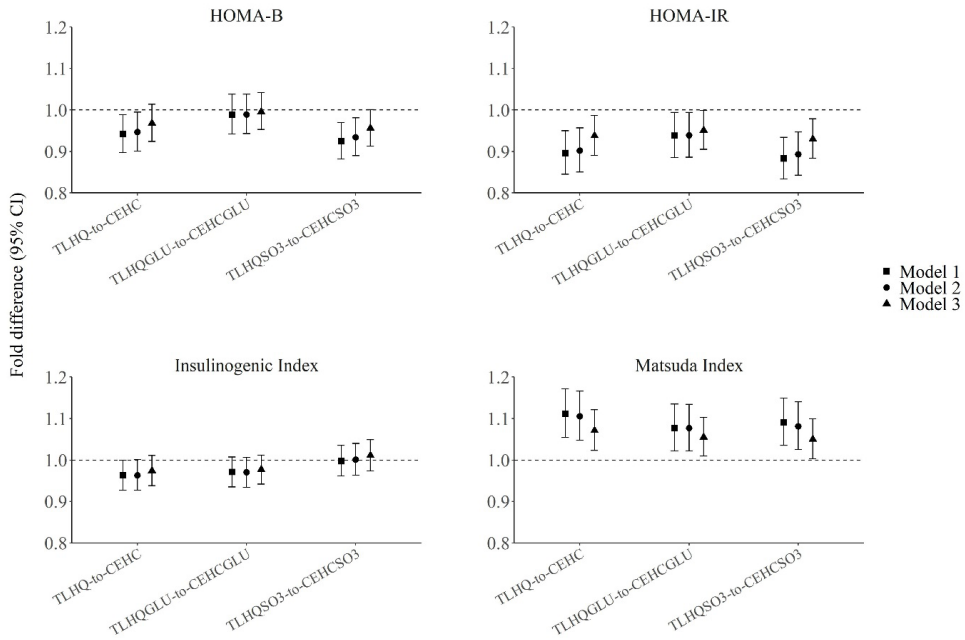 HOMA-B
1.2
1.1
1.0
0.9
0.8
TLHQ-to-CEHC
TLHQGLU-to-CEHCGLU
TLHQSO3-to-CEHCSO3
HOMA-IR
1.2
1.1
1.0
0.9
0.8
TLHQ-to-CEHC
TLHQGLU-to-CEHCGLU
TLHQSO3-to-CEHCSO3
Fold difference (95% CI)
Model 1
Model 2
Model 3
Insulinogenic Index
1.2
1.1
1.0
0.9
0.8
TLHQ-to-CEHC
TLHQGLU-to-CEHCGLU
TLHQSO3-to-CEHCSO3
Matsuda Index
1.2
1.1
1.0
0.9
0.8
TLHQ-to-CEHC
TLHQGLU-to-CEHCGLU
TLHQSO3-to-CEHCSO3